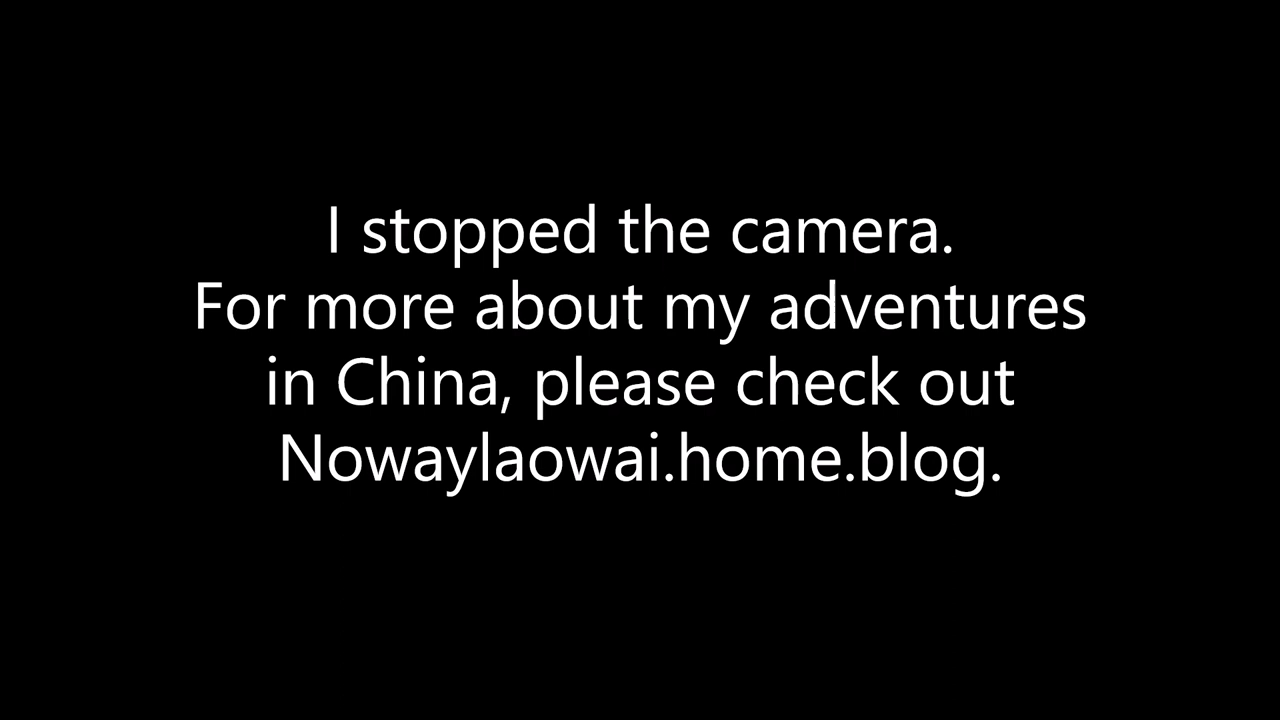 I stopped the camera.
For more about my adventures
in China, please check out
Nowaylaowai.home.blog.